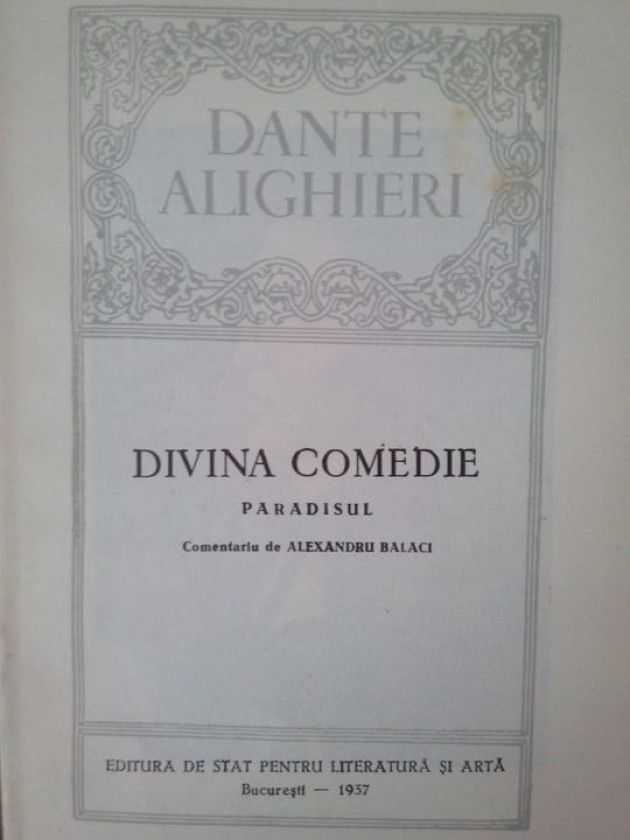 DANTE
ALIGHIERI
DIVINA COMEDIE
PARADISUL
Comentariu de ALEXANDRU BALACI
EDITURA DE STAT PENTRU LITERATURĂ ȘI ARTĂ
București — 1957